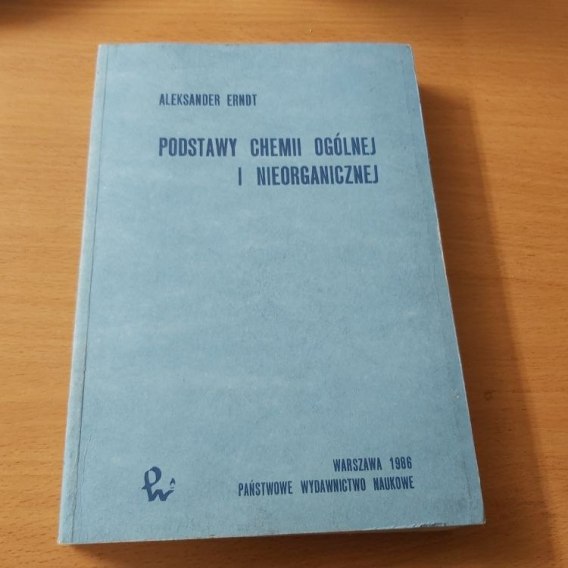 ALEKSANDER ERNDT
PODSTAWY CHEMII OGÓLNEJ
I NIEORGANICZNEJ
WARSZAWA 1986
PAŃSTWOWE WYDAWNICTWO NAUKOWE